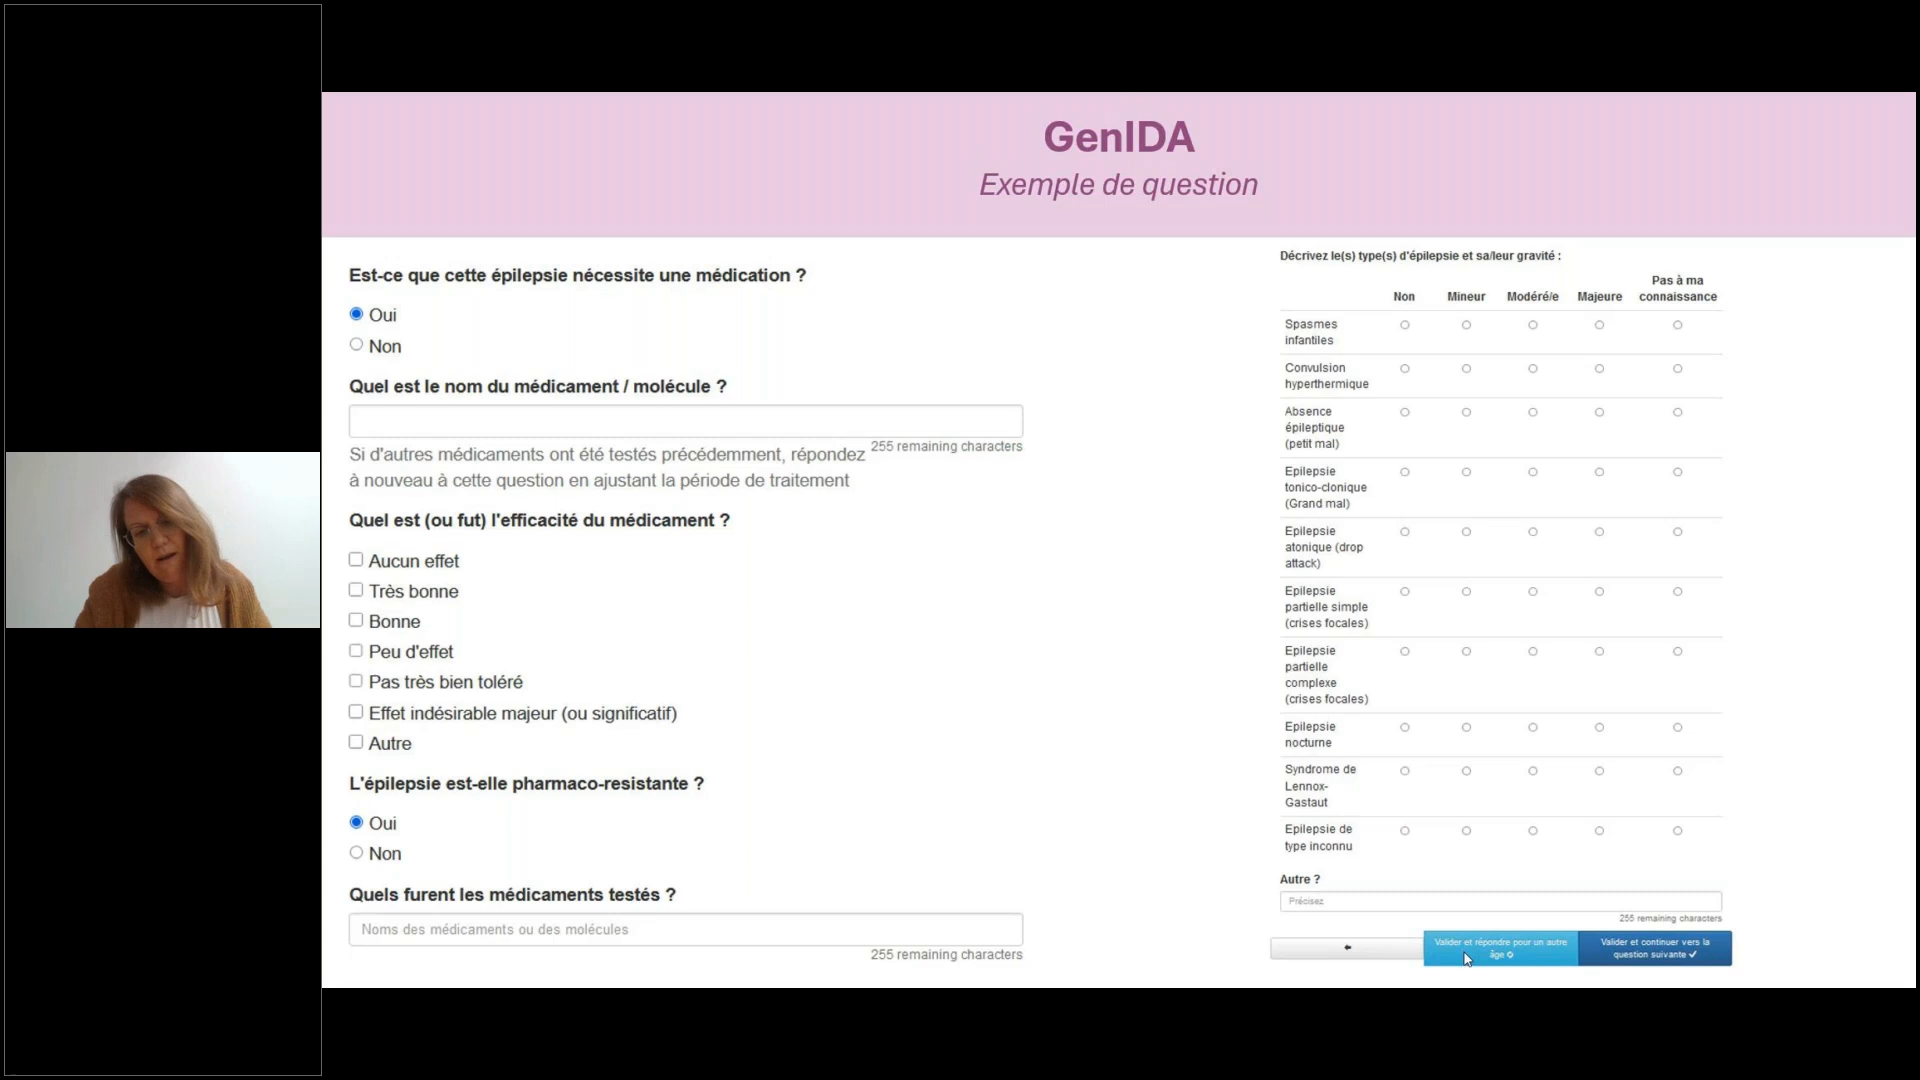 GenIDA
Exemple de question
Est-ce que cette épilepsie nécessite une médication ?
Oui
Non
Quel est le nom du médicament / molécule ?
255 remaining characters
Si d'autres médicaments ont été testés précédemment, répondez
à nouveau à cette question en ajustant la période de traitement
Quel est (ou fut) l'efficacité du médicament ?
Aucun effet
Très bonne
Bonne
Peu d'effet
Pas très bien toléré
Effet indésirable majeur (ou significatif)
Autre
L'épilepsie est-elle pharmaco-resistante ?
Oui
Non
Quels furent les médicaments testés ?
Noms des médicaments ou des molécules
255 remaining characters
Décrivez le(s) type(s) d'épilepsie et sa/leur gravité :
Non Mineur Modéré/e Majeure Pas à ma
connaissance
Spasmes
infantiles
Convulsion
hyperthermique
Absence
épileptique
(petit mal)
Epilepsie
tonico-clonique
(Grand mal)
Epilepsie
atonique (drop
attack)
Epilepsie
partielle simple
(crises focales)
Epilepsie
partielle
complexe
(crises focales)
Epilepsie
nocturne
Syndrome de
Lennox-
Gastaut
Epilepsie de
type inconnu
Autre ?
Précisez
255 remaining characters
Valider et répondre pour un autre
âge
Valider et continuer vers la
question suivante